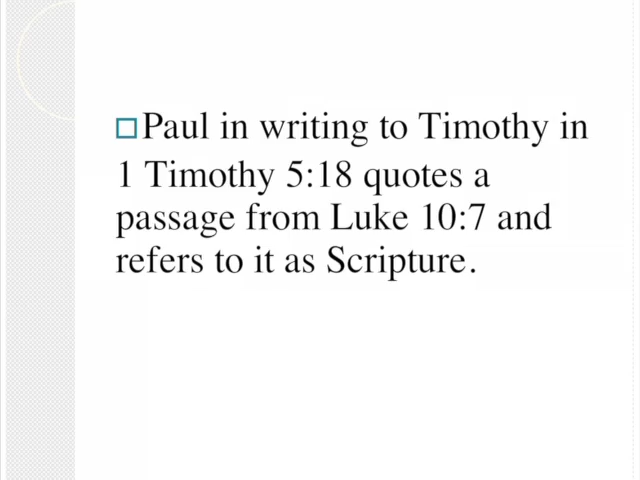 Paul in writing to Timothy in
1 Timothy 5:18 quotes a
passage from Luke 10:7 and
refers to it as Scripture.